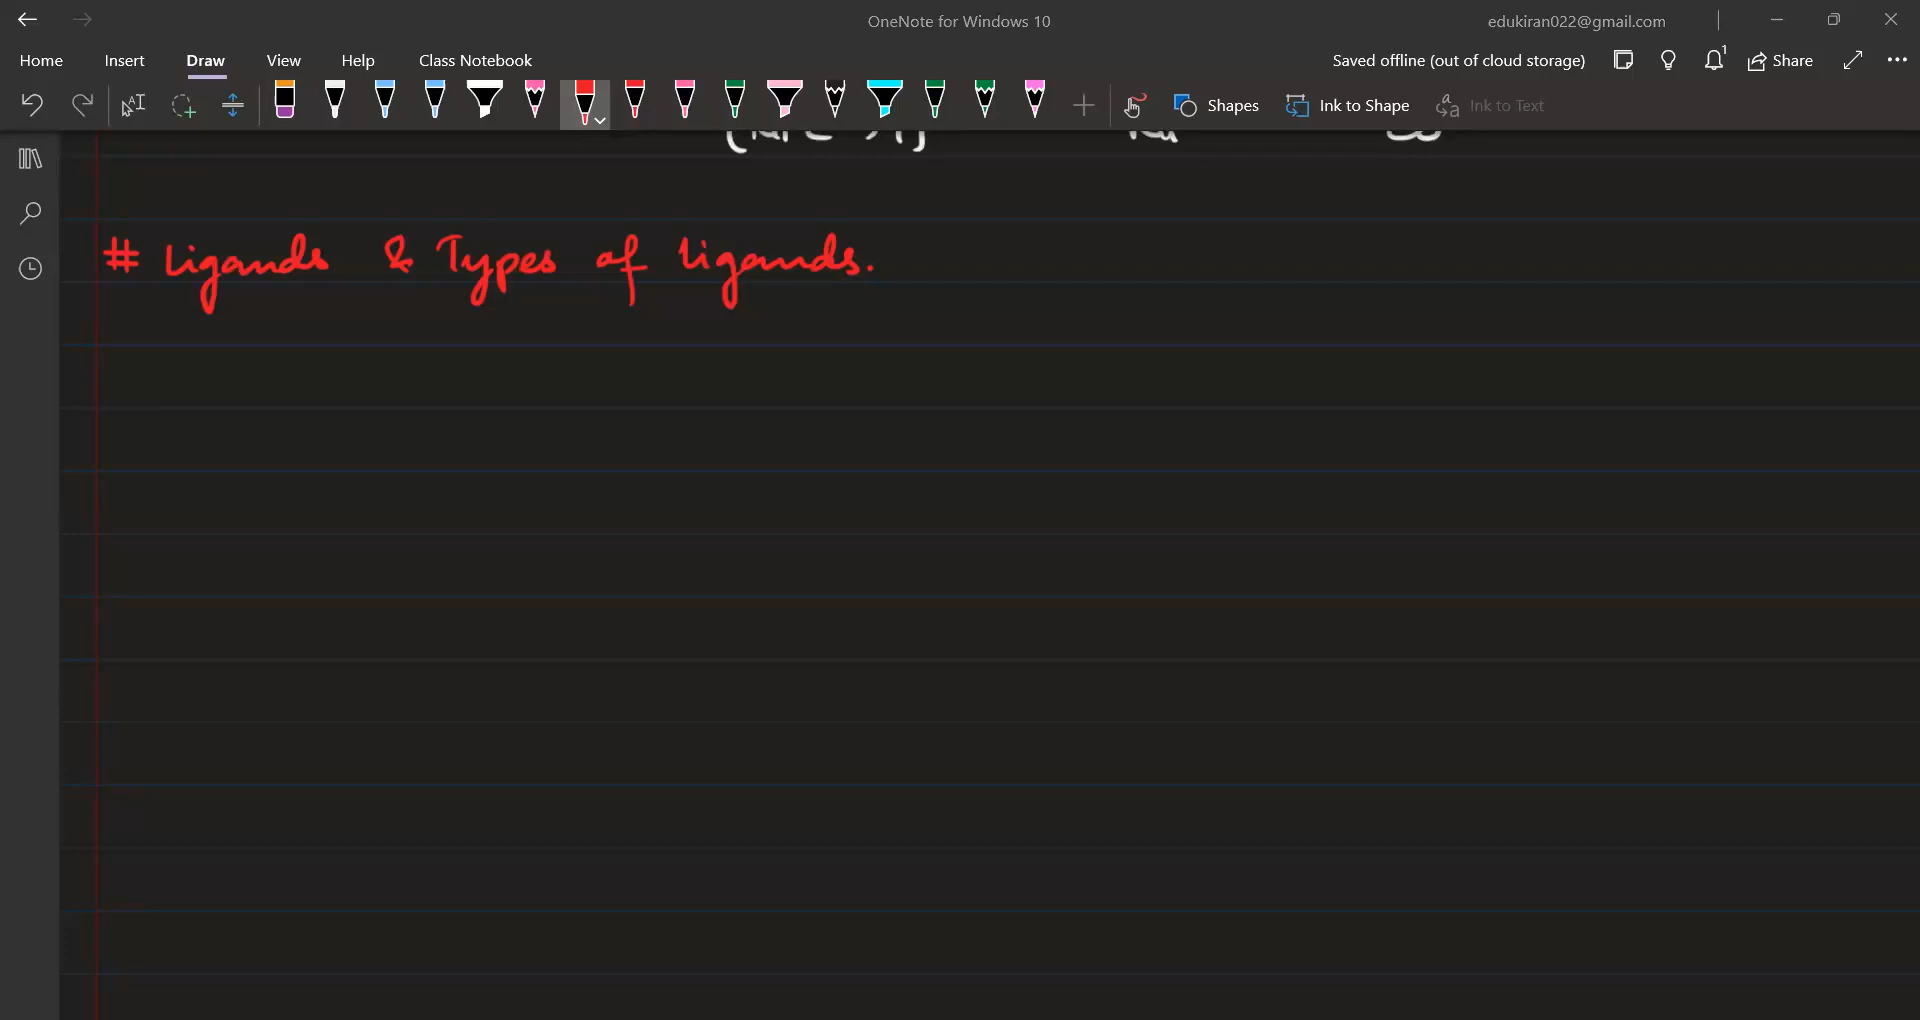 OneNote for Windows 10
edukiran022@gmail.com
Home Insert Draw View Help Class Notebook
Saved offline (out of cloud storage)
1
Share
Shapes
Ink to Shape
Ink to Text
# Ligands & Types of ligands.